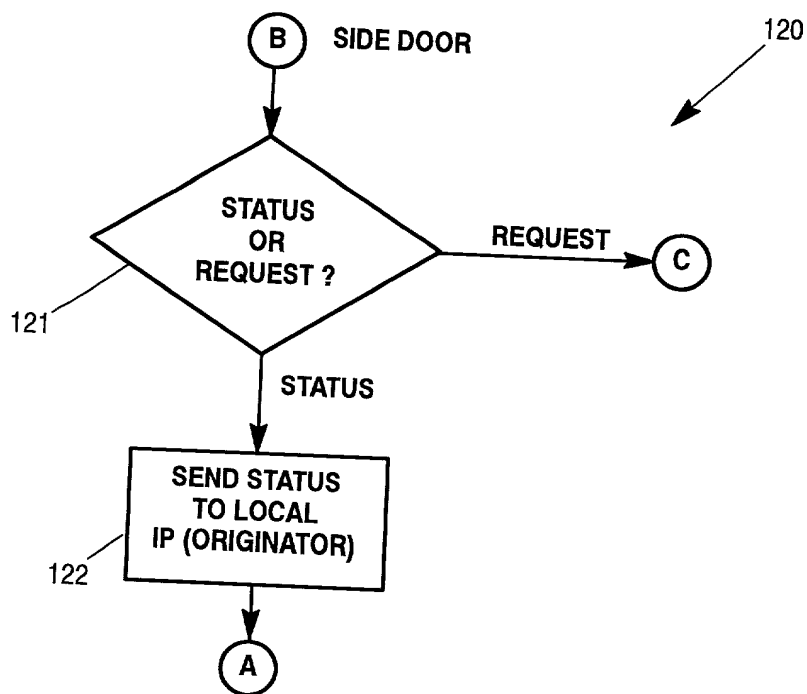 B SIDE DOOR
120
STATUS
OR
REQUEST ?
REQUEST
C
121
STATUS
SEND STATUS
TO LOCAL
IP (ORIGINATOR)
122
A